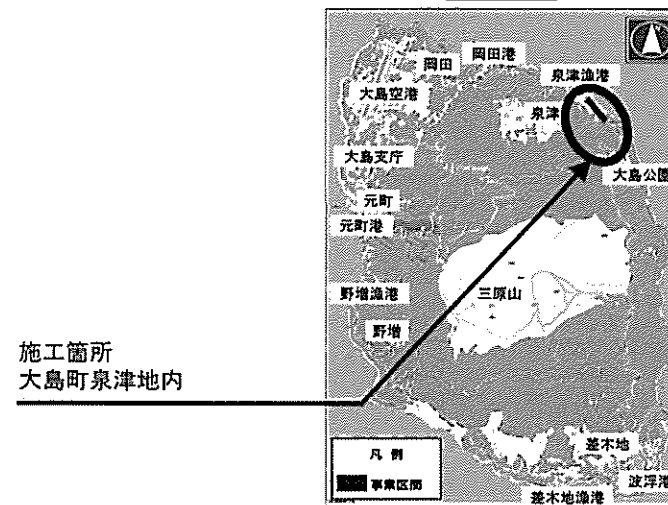 岡田
岡田港
泉津漁港
大島空港
泉津
大島支庁
大島公園
元町
元町港
野増漁港
三原山
野増
施工箇所
大島町泉津地内
凡例
事業区間
差木地
波浮港
差木地漁港